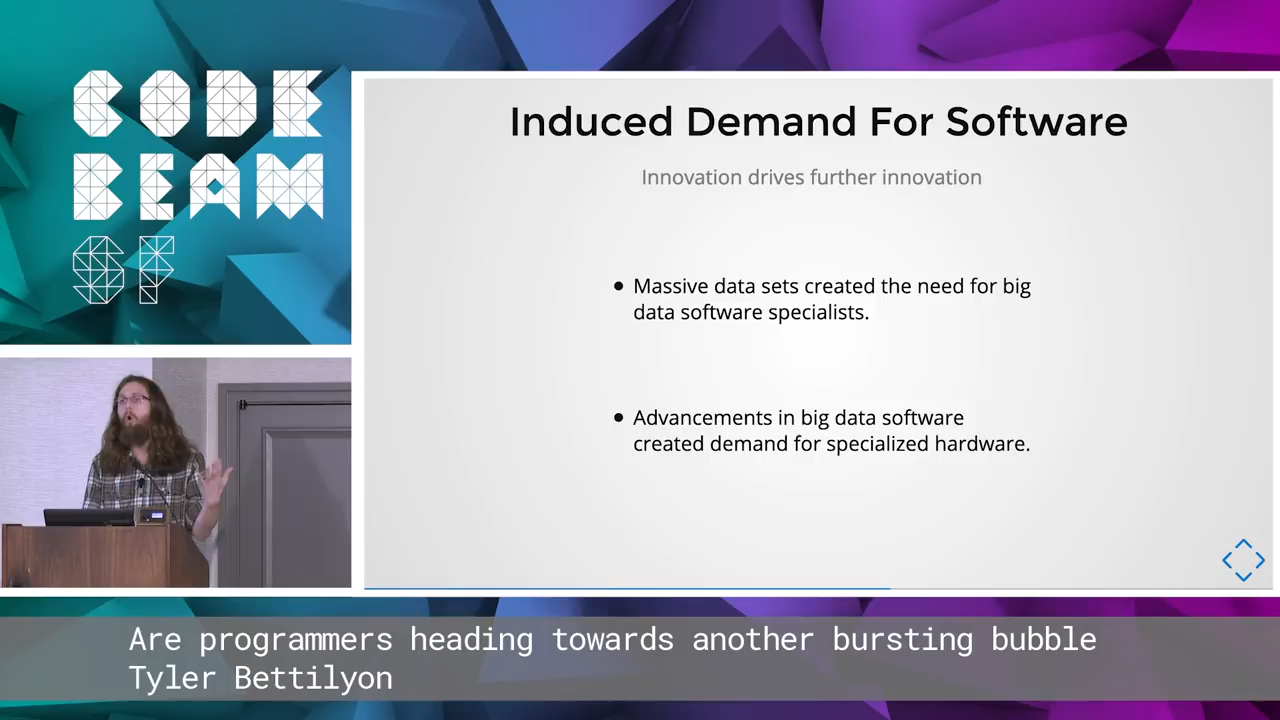 CODE
BEAM
SF
Induced Demand For Software
Innovation drives further innovation
• Massive data sets created the need for big
data software specialists.
• Advancements in big data software
created demand for specialized hardware.
Are programmers heading towards another bursting bubble
Tyler Bettilyon